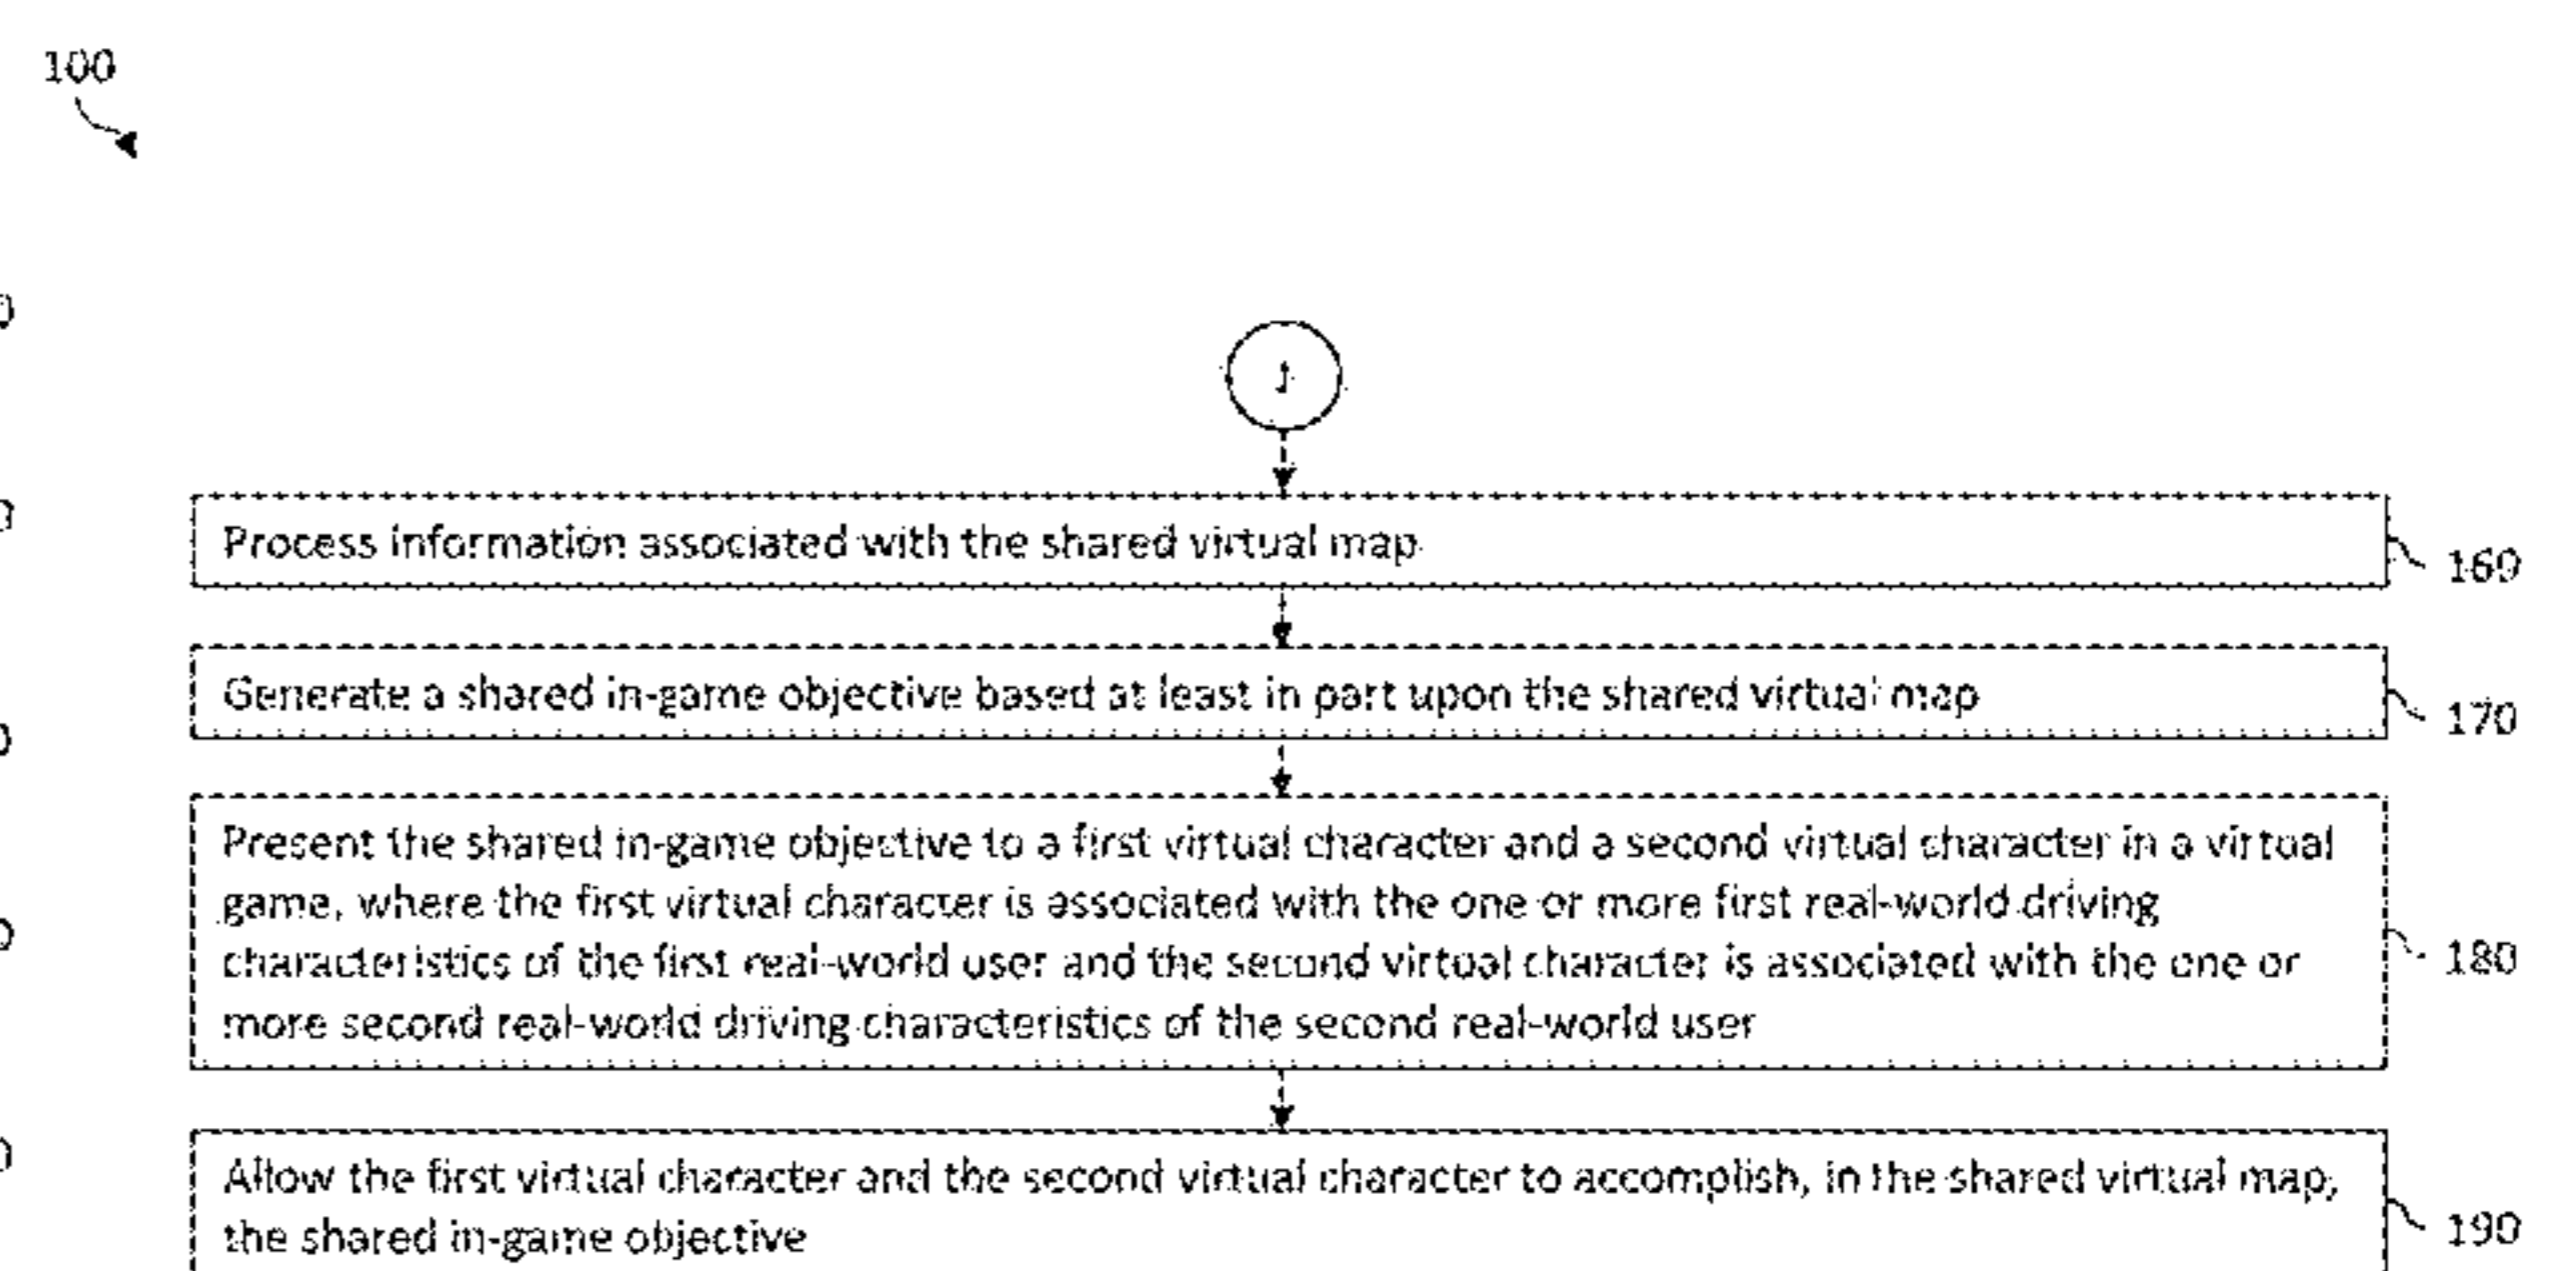 100
1
Process information associated with the shared virtual map
160
Generate a shared in-game objective based at least in part upon the shared virtual map
170
Present the shared in-game objective to a first virtual character and a second virtual character in a virtual
game, where the first virtual character is associated with the one or more first real-world driving
characteristics of the first real-world user and the second virtual character is associated with the one or
more second real-world driving characteristics of the second real-world user
180
Allow the first virtual character and the second virtual character to accomplish, in the shared virtual map,
the shared in-game objective
190